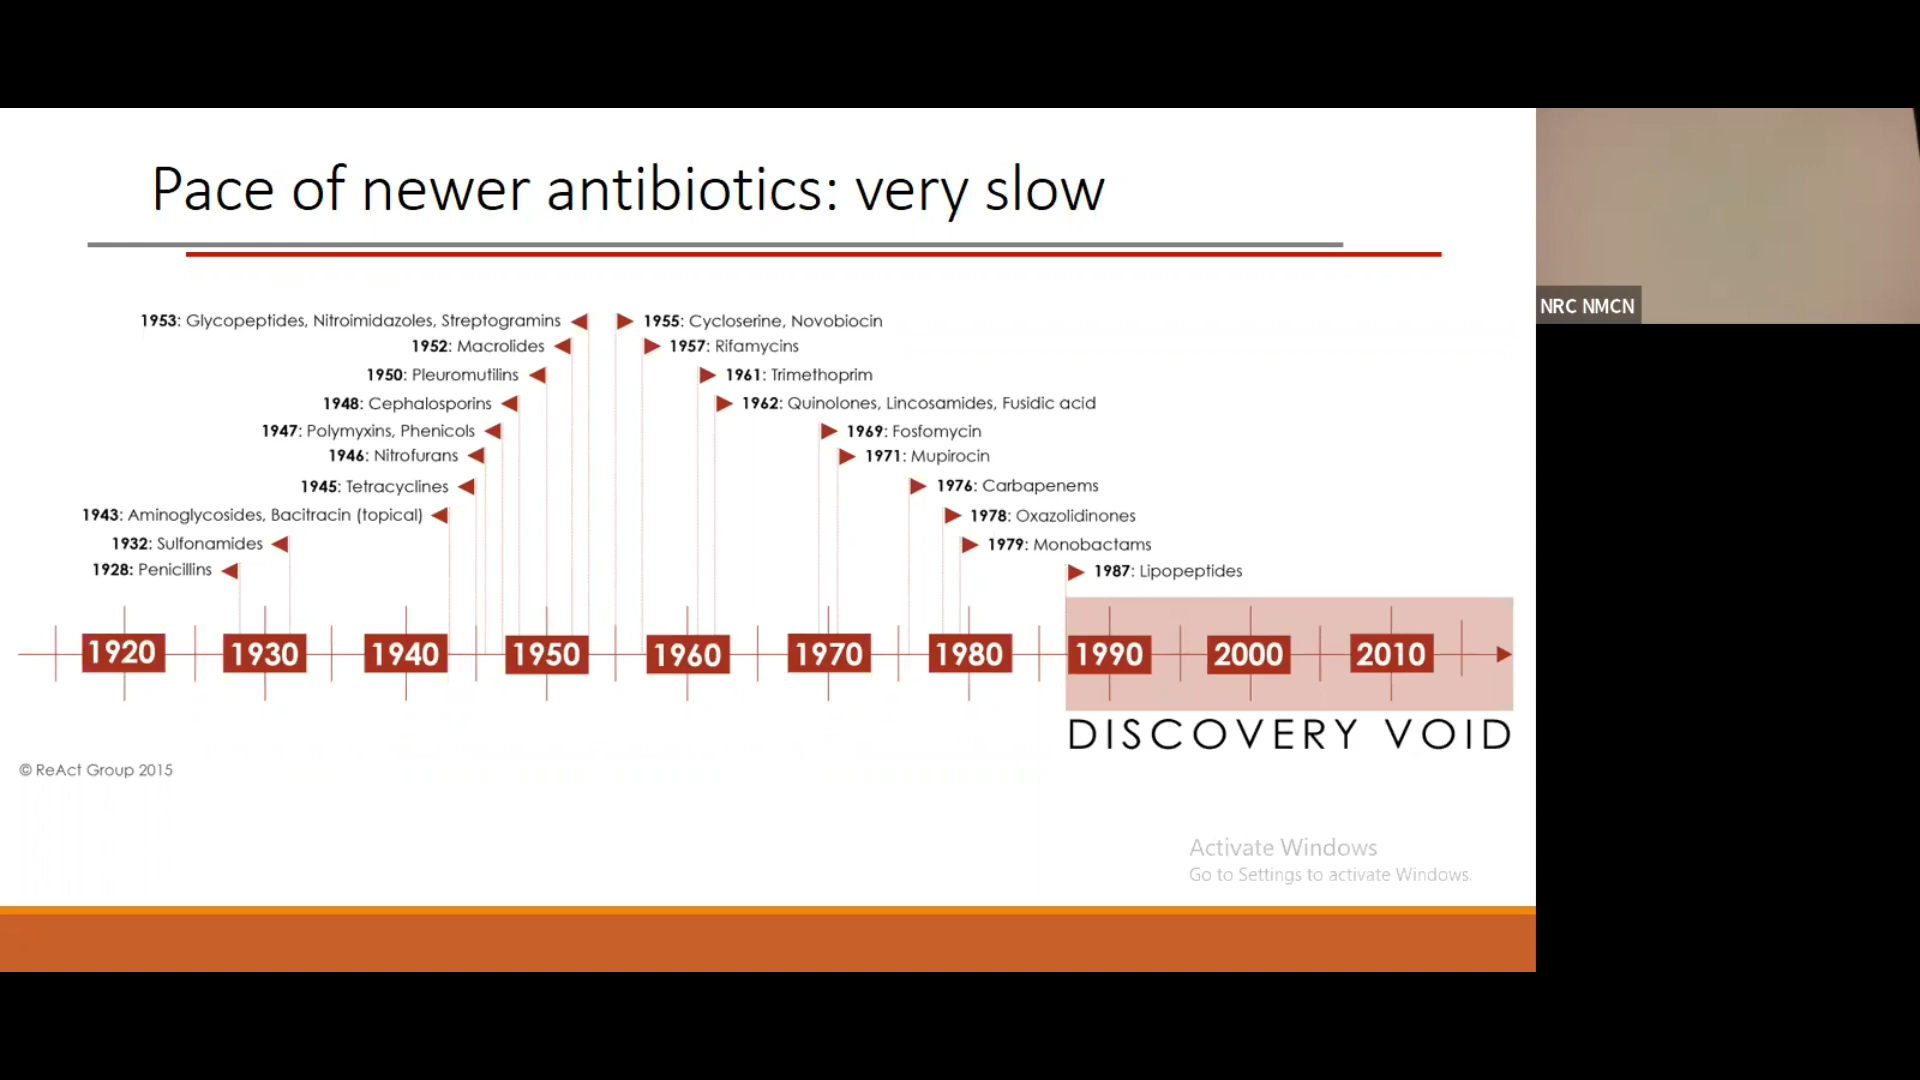 Pace of newer antibiotics: very slow
NRC NMCN
1953: Glycopeptides, Nitroimidazoles, Streptogramins
1952: Macrolides
1950: Pleuromutilins
1948: Cephalosporins
1947: Polymyxins, Phenicols
1946: Nitrofurans
1945: Tetracyclines
1943: Aminoglycosides, Bacitracin (topical)
1932: Sulfonamides
1928: Penicillins
1955: Cycloserine, Novobiocin
1957: Rifamycins
1961: Trimethoprim
1962: Quinolones, Lincosamides, Fusidic acid
1969: Fosfomycin
1971: Mupirocin
1976: Carbapenems
1978: Oxazolidinones
1979: Monobactams
1987: Lipopeptides
1920 1930 1940 1950 1960 1970 1980 1990 2000 2010
DISCOVERY VOID
© ReAct Group 2015
Activate Windows
Go to Settings to activate Windows.